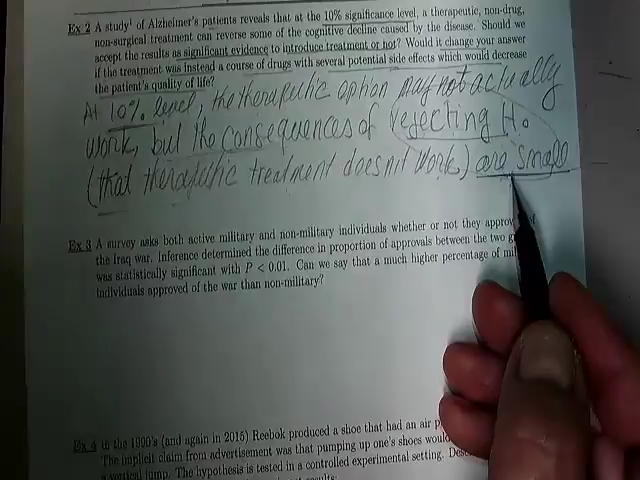 Ex 2 A study¹ of Alzheimer's patients reveals that at the 10% significance level, a therapeutic, non-drug,
non-surgical treatment can reverse some of the cognitive decline caused by the disease. Should we
accept the results as significant evidence to introduce treatment or not? Would it change your answer
if the treatment was instead a course of drugs with several potential side effects which would decrease
the patient's quality of life?
At 10% level, the therapeutic option may not actually
work, but the consequences of rejecting H₀
(that therapeutic treatment doesn't work) are small
Ex 3 A survey asks both active military and non-military individuals whether or not they approv of
the Iraq war. Inference determined the difference in proportion of approvals between the two g
was statistically significant with P < 0.01. Can we say that a much higher percentage of mil
individuals approved of the war than non-military?
Ex 4 In the 1990's (and again in 2015) Reebok produced a shoe that had an air p
The implicit claim from advertisement was that pumping up one's shoes would
vertical jump. The hypothesis is tested in a controlled experimental setting. Des
results: